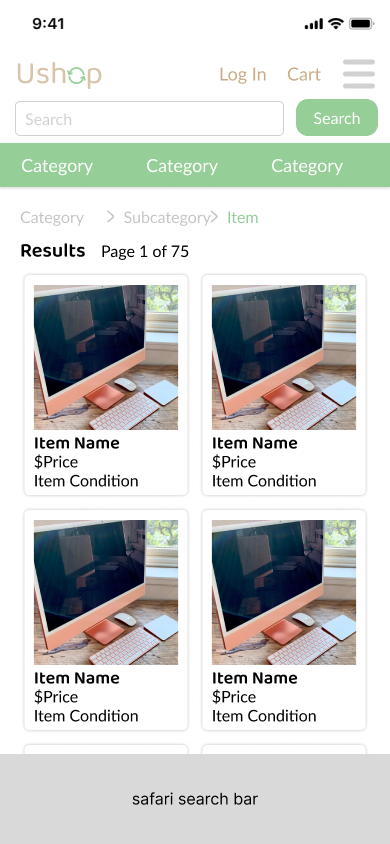 9:41
Ushop
Log In Cart
Search Search
Category Category Category
Category > Subcategory> Item
Results Page 1 of 75
Item Name
$Price
Item Condition
Item Name
$Price
Item Condition
Item Name
$Price
Item Condition
Item Name
$Price
Item Condition
safari search bar